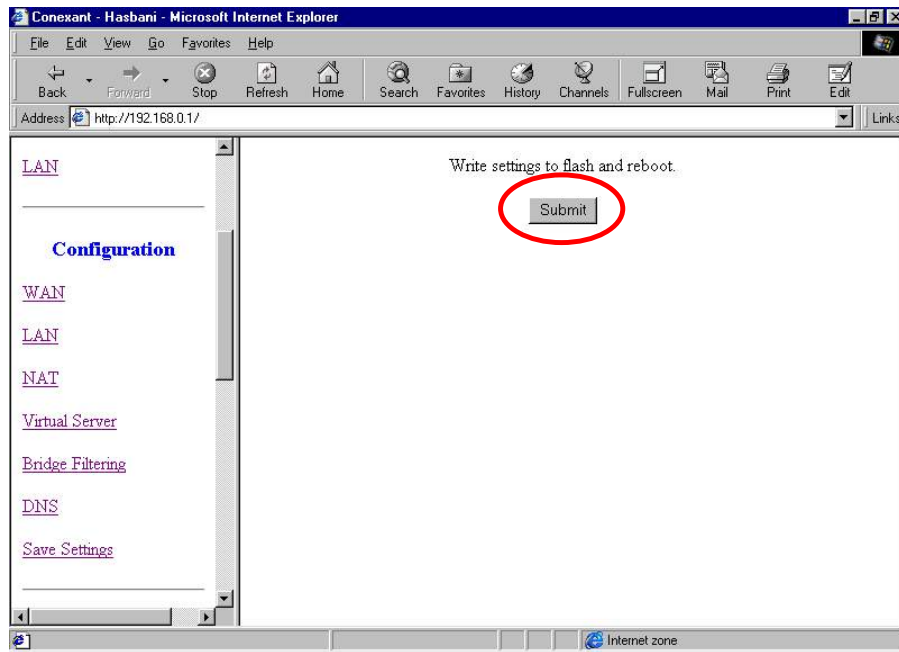 Conexant - Hasbani - Microsoft Internet Explorer
File Edit View Go Favorites Help
Back Forward Stop Refresh Home Search Favorites History Channels Fullscreen Mail Print Edit
Address http://192.168.0.1/ Links
LAN
Configuration
WAN
LAN
NAT
Virtual Server
Bridge Filtering
DNS
Save Settings
Write settings to flash and reboot.
Submit
Internet zone